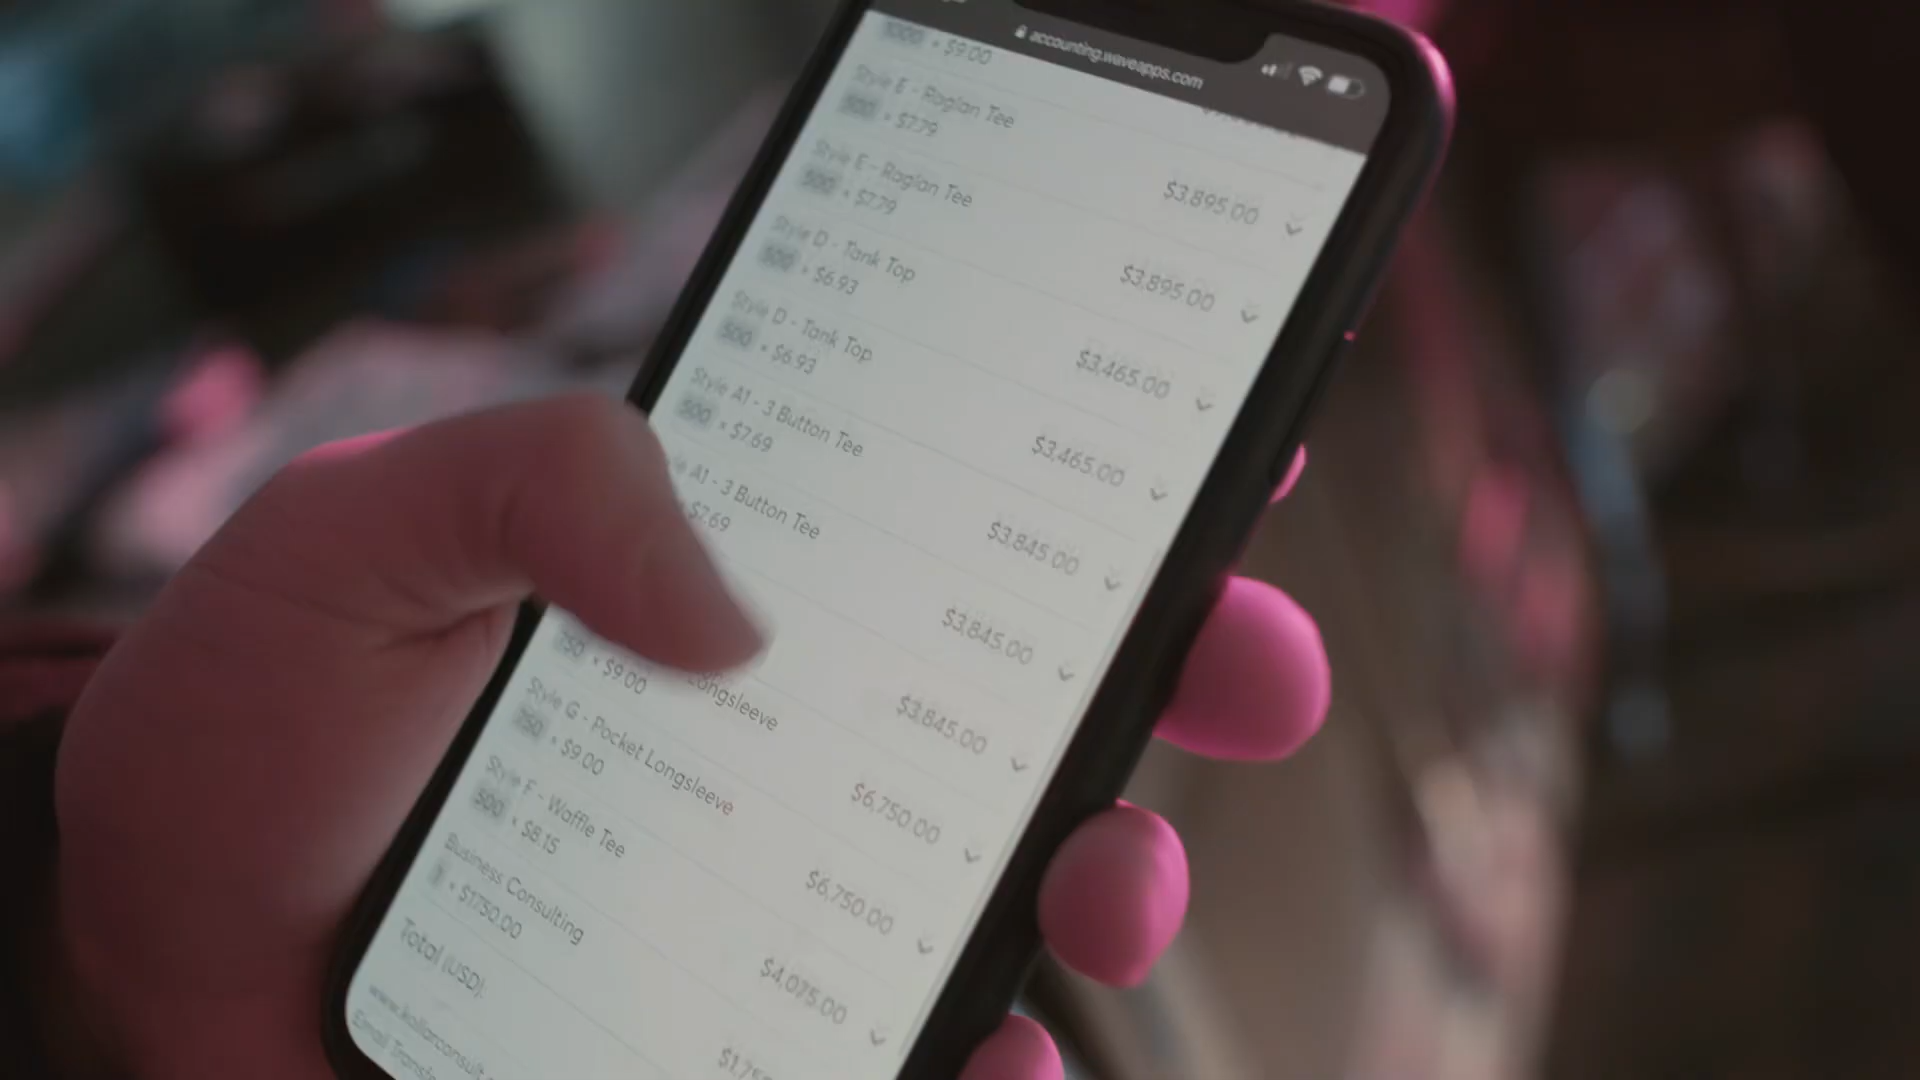 accounting.waveapps.com
1000 × $9.00
Style E - Raglan Tee
500 × $7.79
$3,895.00
Style E - Raglan Tee
500 × $7.79
$3,895.00
Style D - Tank Top
500 × $6.93
$3,465.00
Style D - Tank Top
500 × $6.93
$3,465.00
Style A1 - 3 Button Tee
500 × $7.69
$3,845.00
A1 - 3 Button Tee
$7.69
$3,845.00
$3,845.00
Longsleeve
750 × $9.00
$6,750.00
Style G - Pocket Longsleeve
750 × $9.00
$6,750.00
Style F - Waffle Tee
500 × $8.15
$4,075.00
Business Consulting
1 × $1750.00
Total (USD):
www.kollarconsult
Email